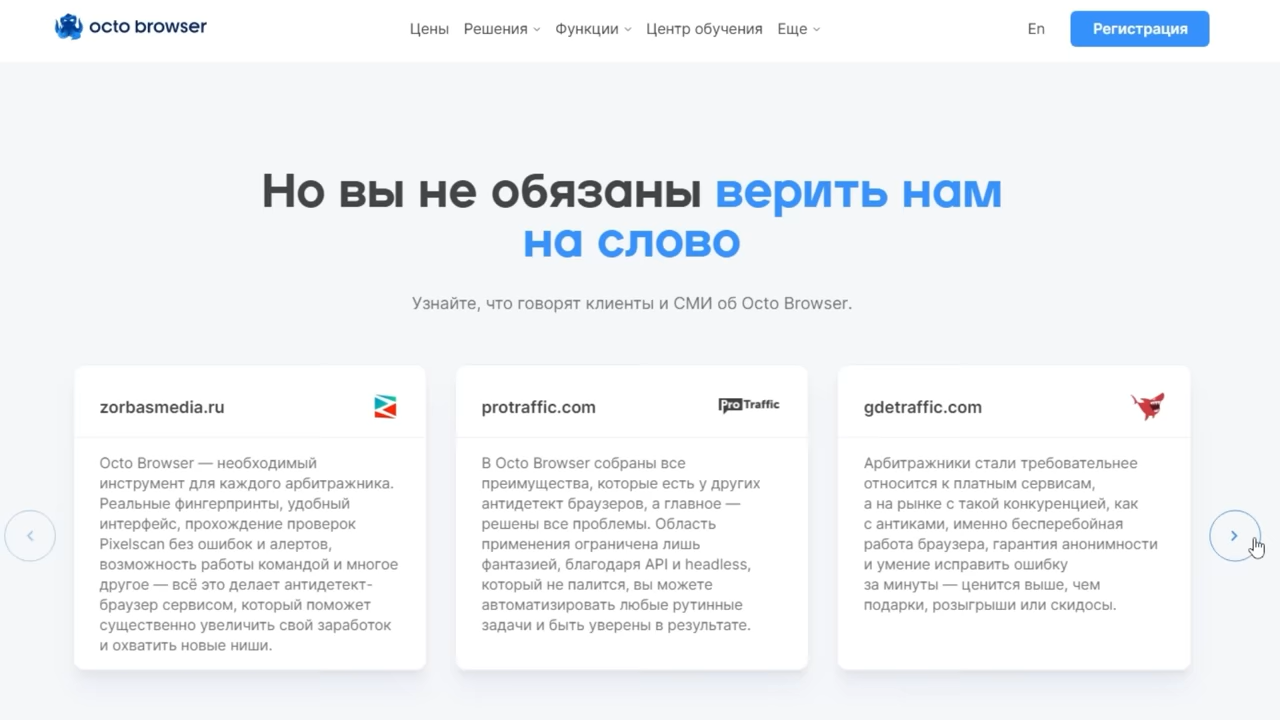 octo browser
Цены
Решения
Функции
Центр обучения
Еще
En
Регистрация
Но вы не обязаны верить нам
на слово
Узнайте, что говорят клиенты и СМИ об Octo Browser.
zorbasmedia.ru
Octo Browser — необходимый
инструмент для каждого арбитражника.
Реальные фингерпринты, удобный
интерфейс, прохождение проверок
Pixelscan без ошибок и алертов,
возможность работы командой и многое
другое — всё это делает антидетект-
браузер сервисом, который поможет
существенно увеличить свой заработок
и охватить новые ниши.
protraffic.com
ProTraffic
В Octo Browser собраны все
преимущества, которые есть у других
антидетект браузеров, а главное —
решены все проблемы. Область
применения ограничена лишь
фантазией, благодаря API и headless,
который не палится, вы можете
автоматизировать любые рутинные
задачи и быть уверены в результате.
gdetraffic.com
Арбитражники стали требовательнее
относится к платным сервисам,
а на рынке с такой конкуренцией, как
с антиками, именно бесперебойная
работа браузера, гарантия анонимности
и умение исправить ошибку
за минуты — ценится выше, чем
подарки, розыгрыши или скидосы.